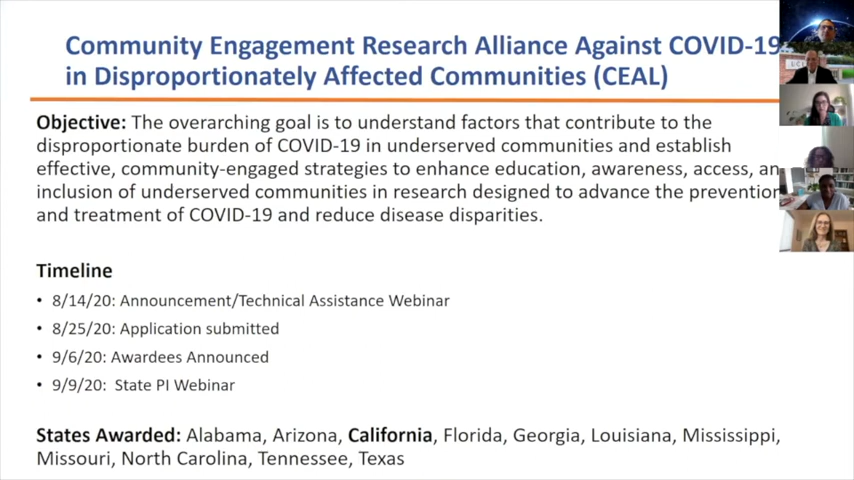 Community Engagement Research Alliance Against COVID-19
in Disproportionately Affected Communities (CEAL)
Objective: The overarching goal is to understand factors that contribute to the
disproportionate burden of COVID-19 in underserved communities and establish
effective, community-engaged strategies to enhance education, awareness, access, an
inclusion of underserved communities in research designed to advance the prevention
and treatment of COVID-19 and reduce disease disparities.
Timeline
• 8/14/20: Announcement/Technical Assistance Webinar
• 8/25/20: Application submitted
• 9/6/20: Awardees Announced
• 9/9/20: State PI Webinar
States Awarded: Alabama, Arizona, California, Florida, Georgia, Louisiana, Mississippi,
Missouri, North Carolina, Tennessee, Texas